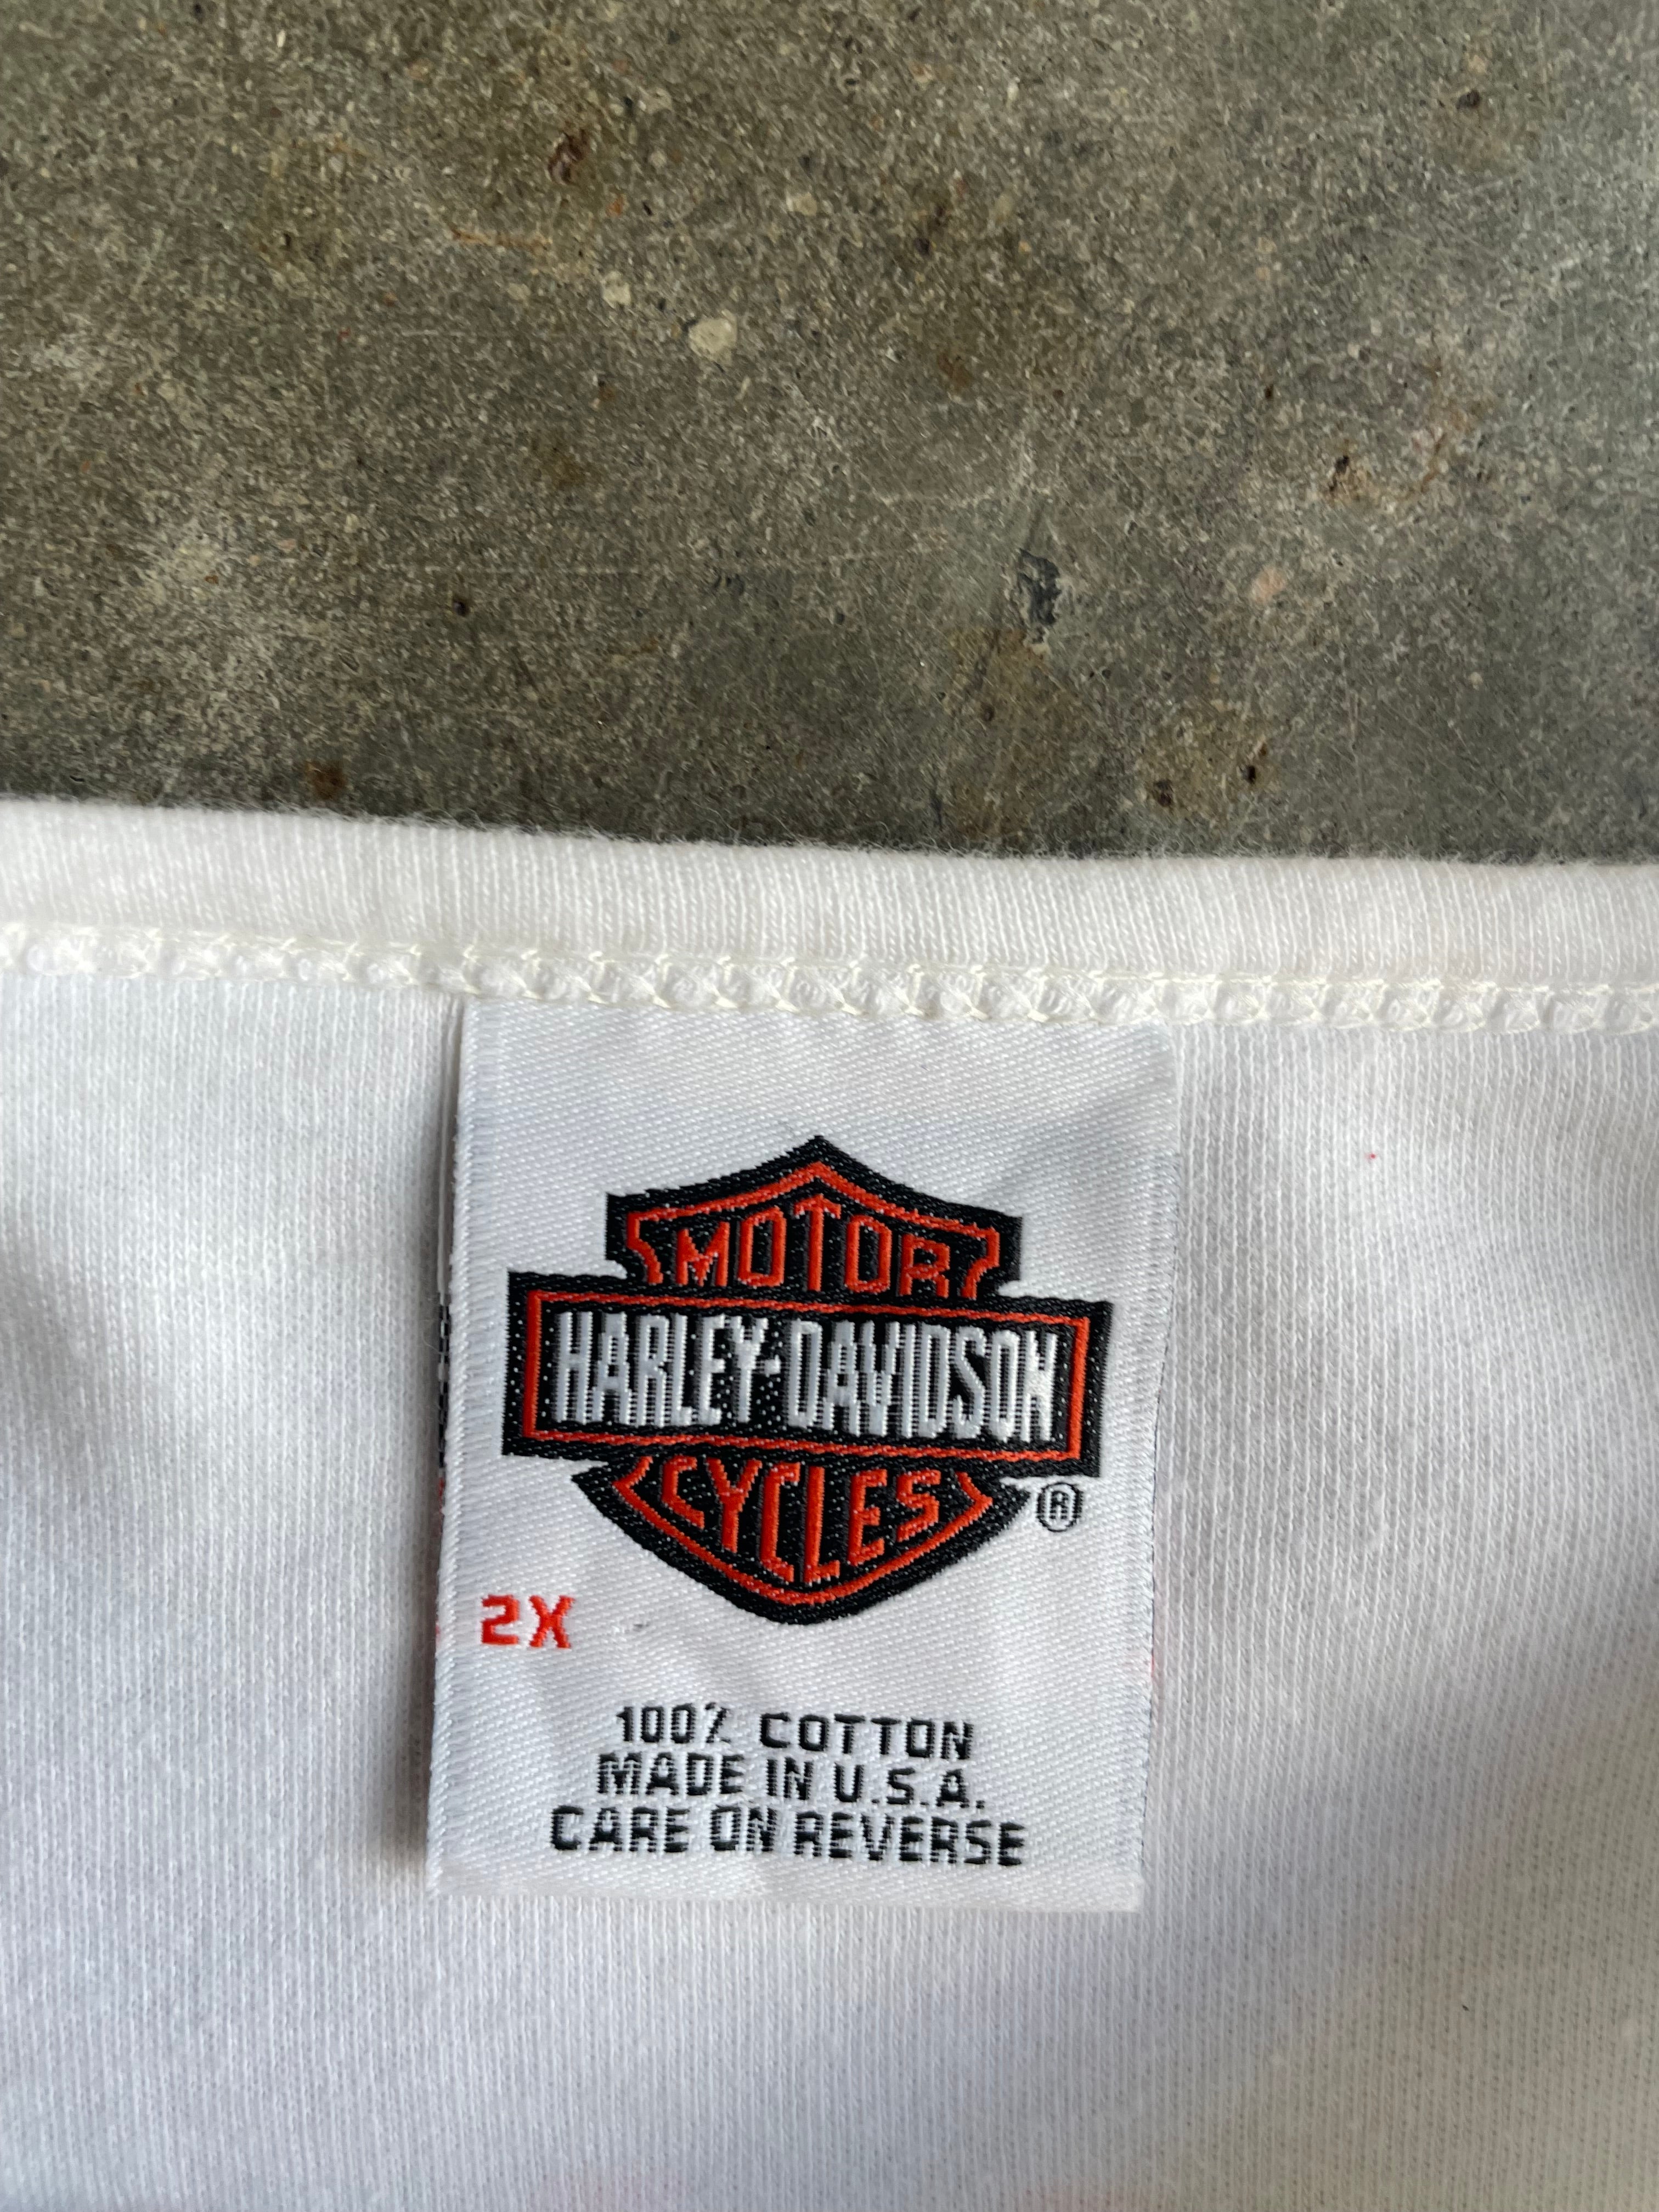 MOTOR
HARLEY-DAVIDSON
CYCLES
®
2X
100% COTTON
MADE IN U.S.A.
CARE ON REVERSE